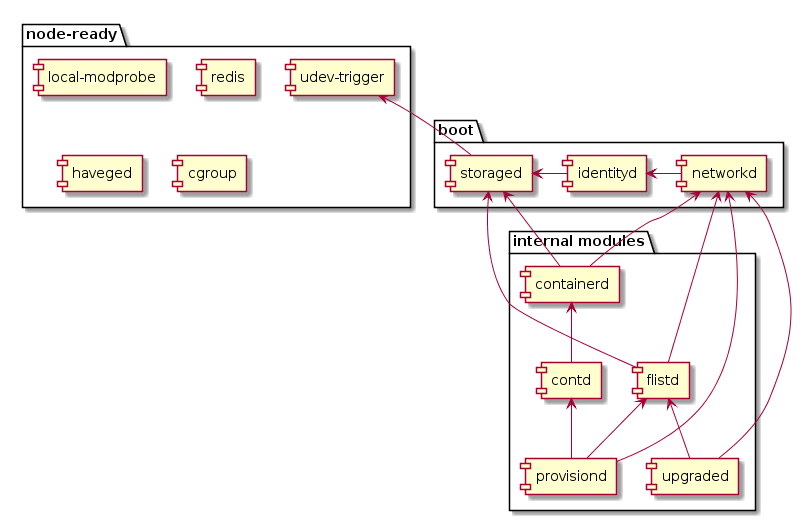 node-ready
local-modprobe
redis
udev-trigger
haveged
cgroup
boot
storaged
identityd
networkd
internal modules
containerd
contd
flistd
provisiond
upgraded